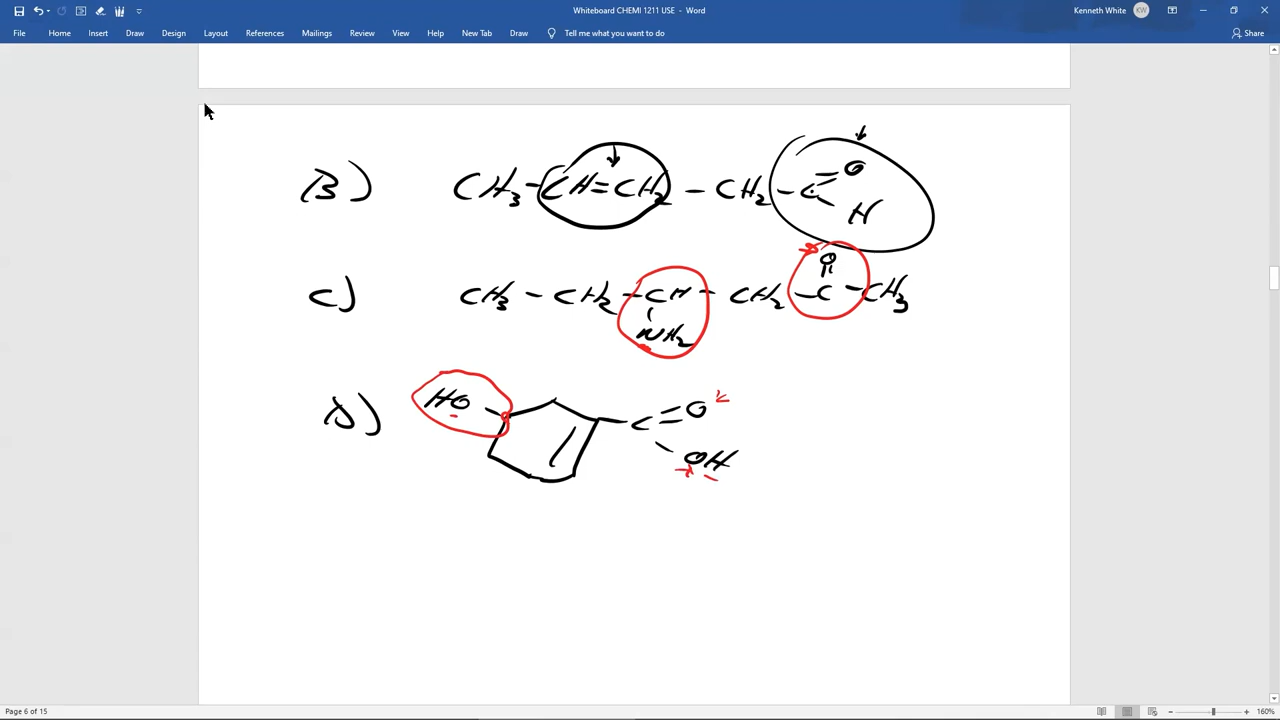 Whiteboard CHEMI 1211 USE - Word
Kenneth White
KW
File Home Insert Draw Design Layout References Mailings Review View Help New Tab Draw Tell me what you want to do
Share
B) CH3-CH=CH2 - CH2 - C=O
H
O
C) CH3 - CH2 - CH - CH2 - C - CH3
NH2
D) HO C=O
OH
Page 6 of 15
160%